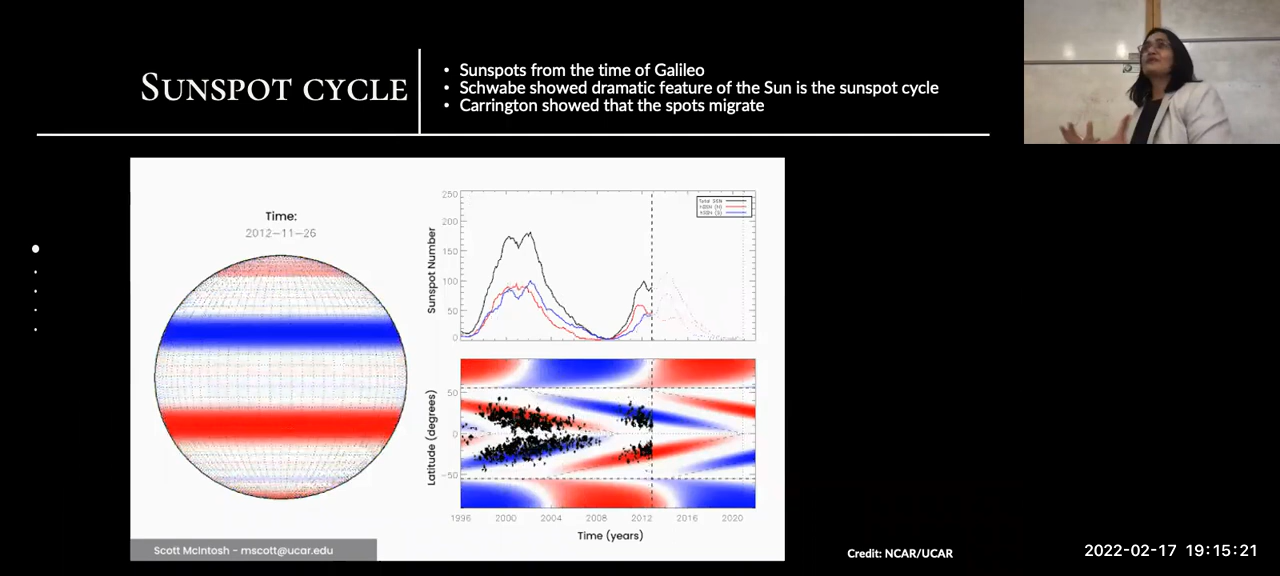 SUNSPOT CYCLE
• Sunspots from the time of Galileo
• Schwabe showed dramatic feature of the Sun is the sunspot cycle
• Carrington showed that the spots migrate
Time:
2012-11-26
Sunspot Number
250
200
150
100
50
0
Total SSN
(N)
(S)
Latitude (degrees)
50
0
-50
1996 2000 2004 2008 2012 2016 2020
Time (years)
Scott McIntosh - mscott@ucar.edu
Credit: NCAR/UCAR
2022-02-17 19:15:21